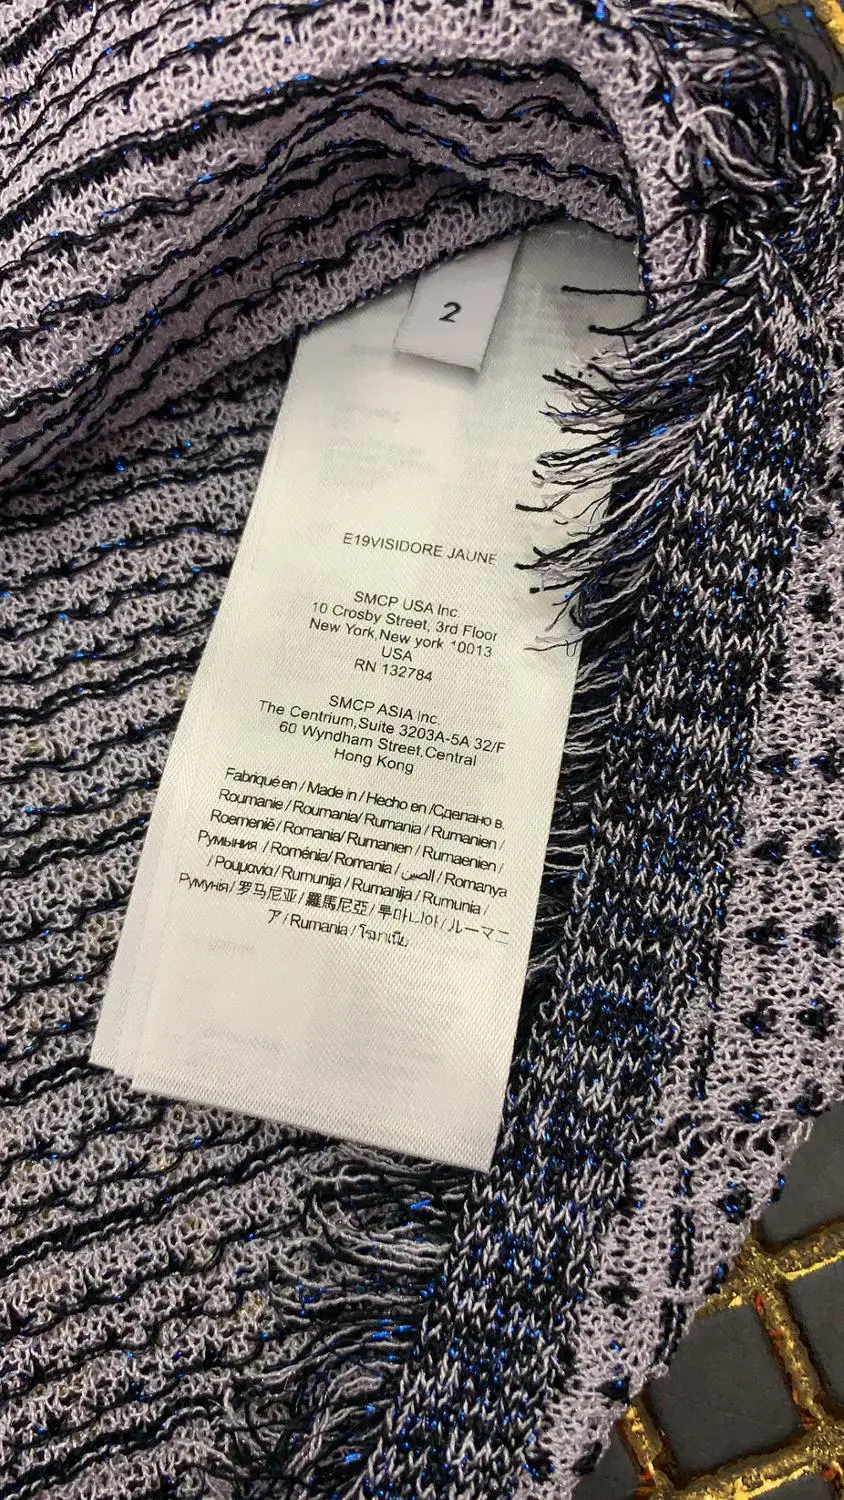 2
E19VISIDORE JAUNE
SMCP USA Inc.
10 Crosby Street, 3rd Floor
New York,New york 10013
USA
RN 132784
SMCP ASIA Inc.
The Centrium,Suite 3203A-5A 32/F
60 Wyndham Street,Central
Hong Kong
Fabriqué en / Made in / Hecho en /Сделано в.
Roumanie / Roumania/ Rumania / Rumanien /
Roemenië / Romania/ Rumanien / Rumaenien /
Румыния / Roménia/ Romania / الصين / Romanya
/ Ρουμανία / Rumunija / Rumanija / Rumunia /
Румунія / 罗马尼亚 / 羅馬尼亞 / 루마니아 / ルーマニ
ア / Rumania / โรมาเนีย